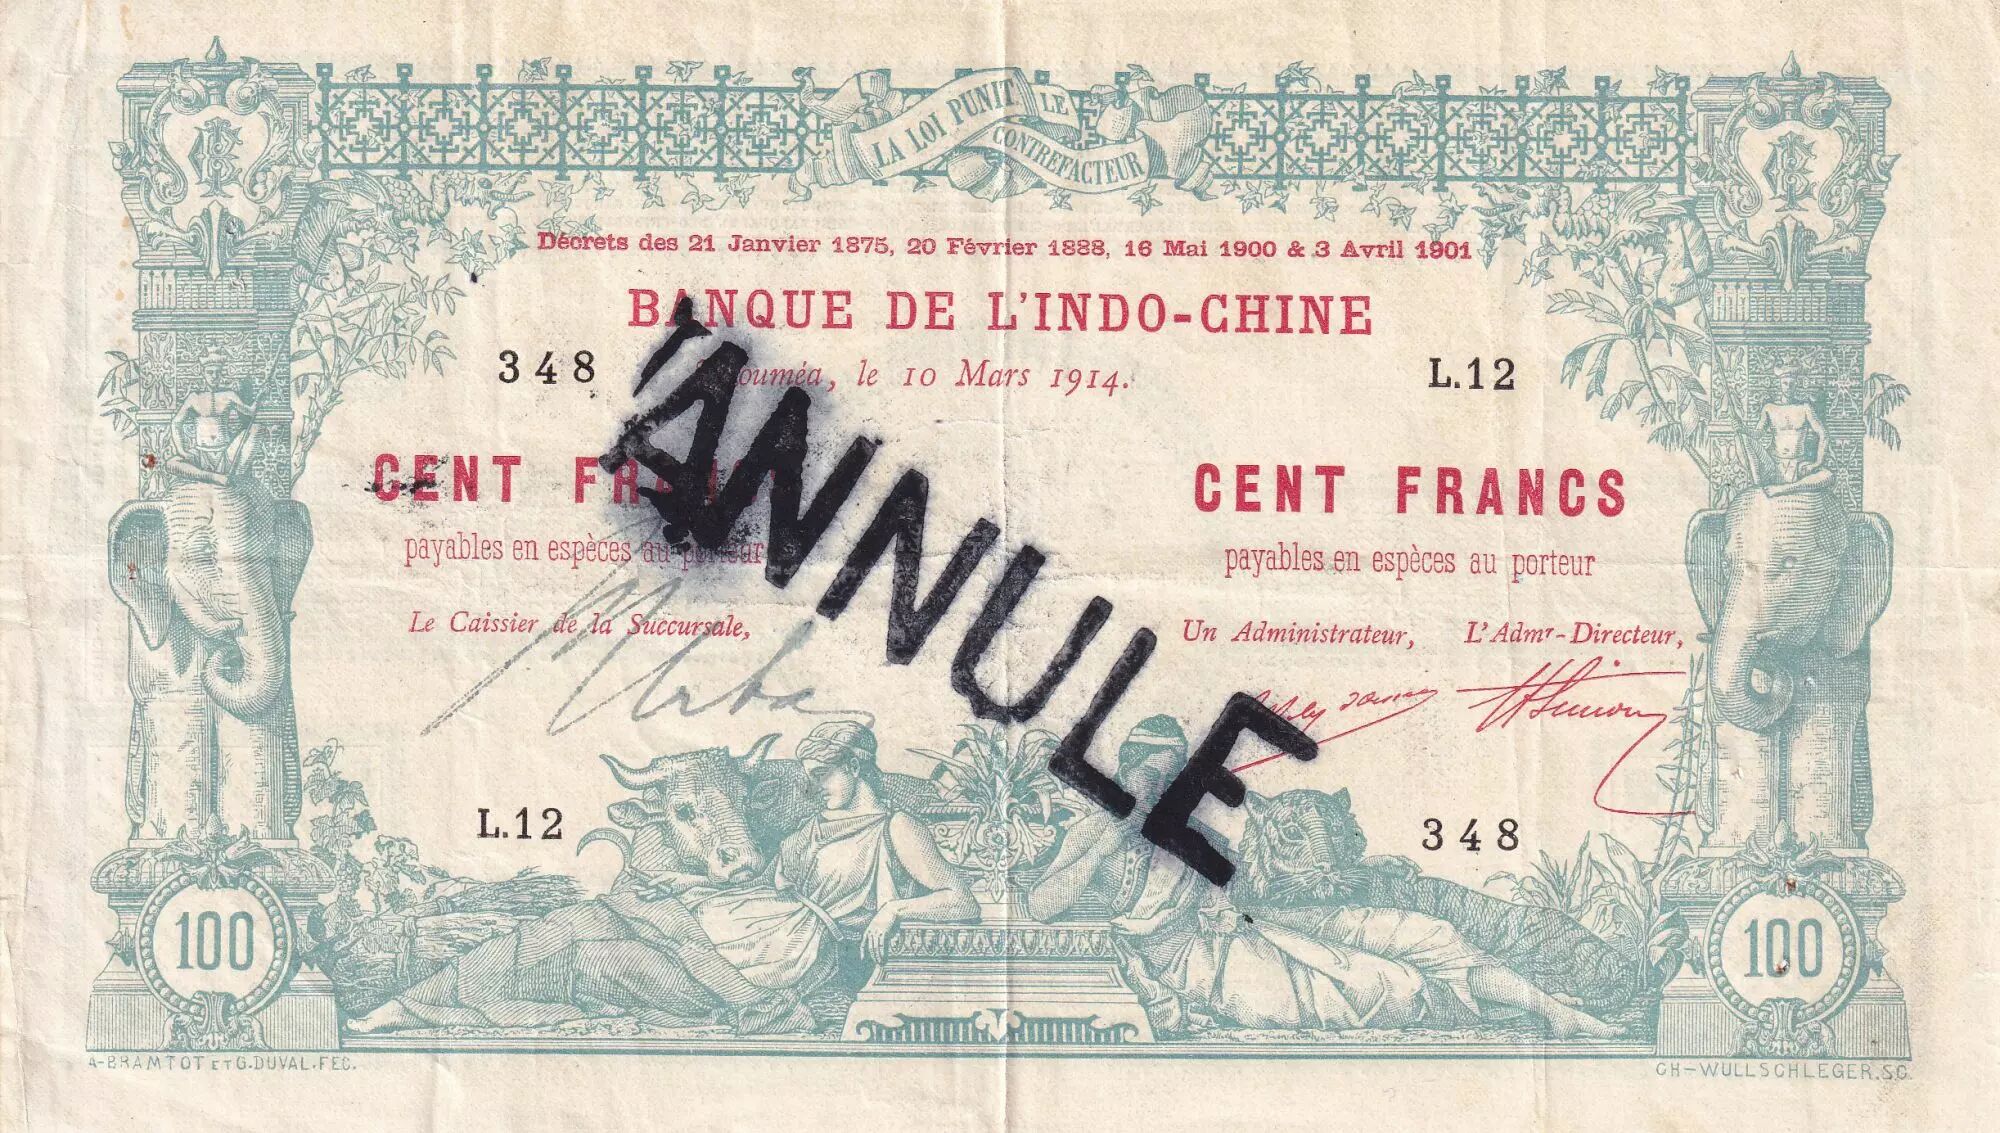 LA LOI PUNIT LE
CONTREFACTEUR
Décrets des 21 Janvier 1875, 20 Février 1888, 16 Mai 1900 & 3 Avril 1901
BANQUE DE L'INDO-CHINE
348
Nouméa, le 10 Mars 1914.
L.12
ANNULE
CENT FRANCS
CENT FRANCS
payables en espèces au porteur
payables en espèces au porteur
Le Caissier de la Succursale,
Un Administrateur,
L'Admr-Directeur,
L.12
348
100
100
A-BRAMTOT ET G.DUVAL.FEC.
CH-WULLSCHLEGER.SC.